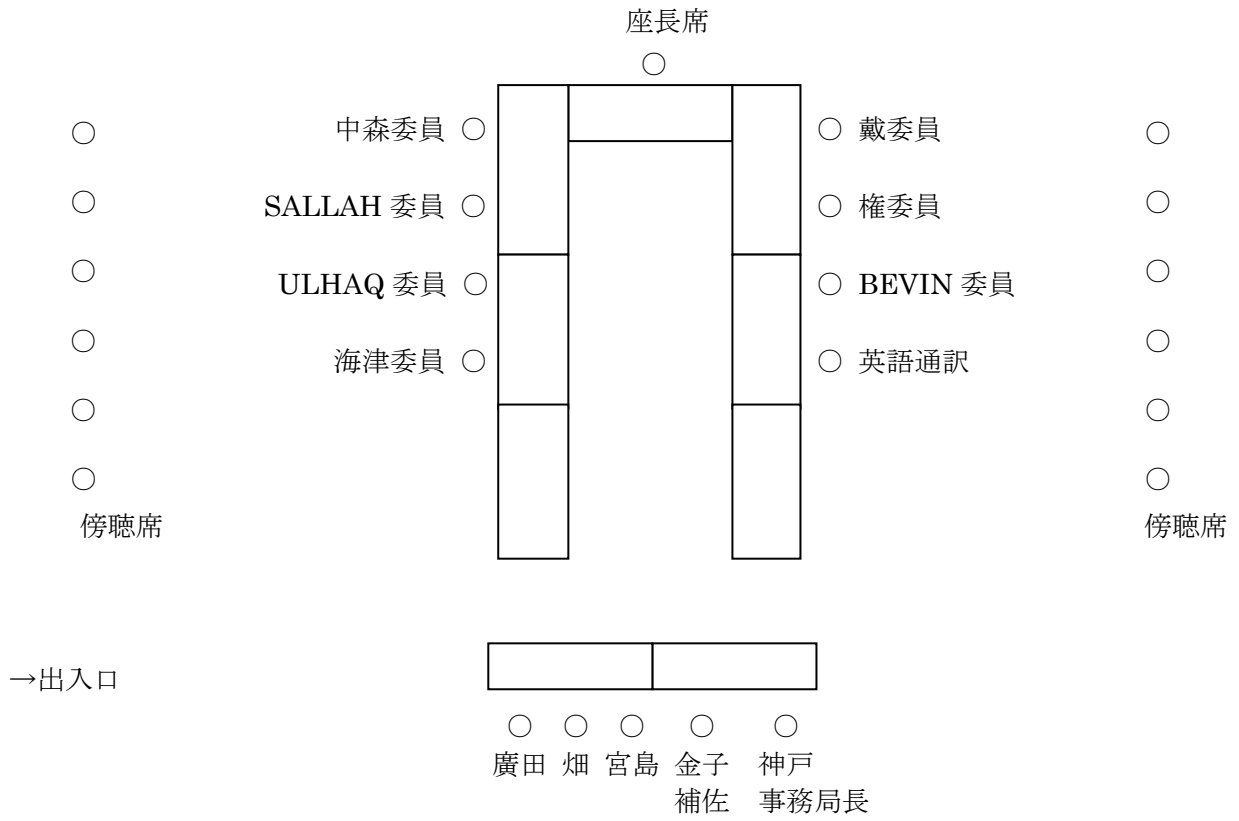 座長席
○
○ 中森委員 ○ ○ 戴委員 ○
○ SALLAH 委員 ○ ○ 権委員 ○
○ ULHAQ 委員 ○ ○ BEVIN 委員 ○
○ 海津委員 ○ ○ 英語通訳 ○
○ ○
○ ○
傍聴席 傍聴席
→出入口
○ ○ ○ ○ ○
廣田 畑 宮島 金子 神戸
補佐 事務局長